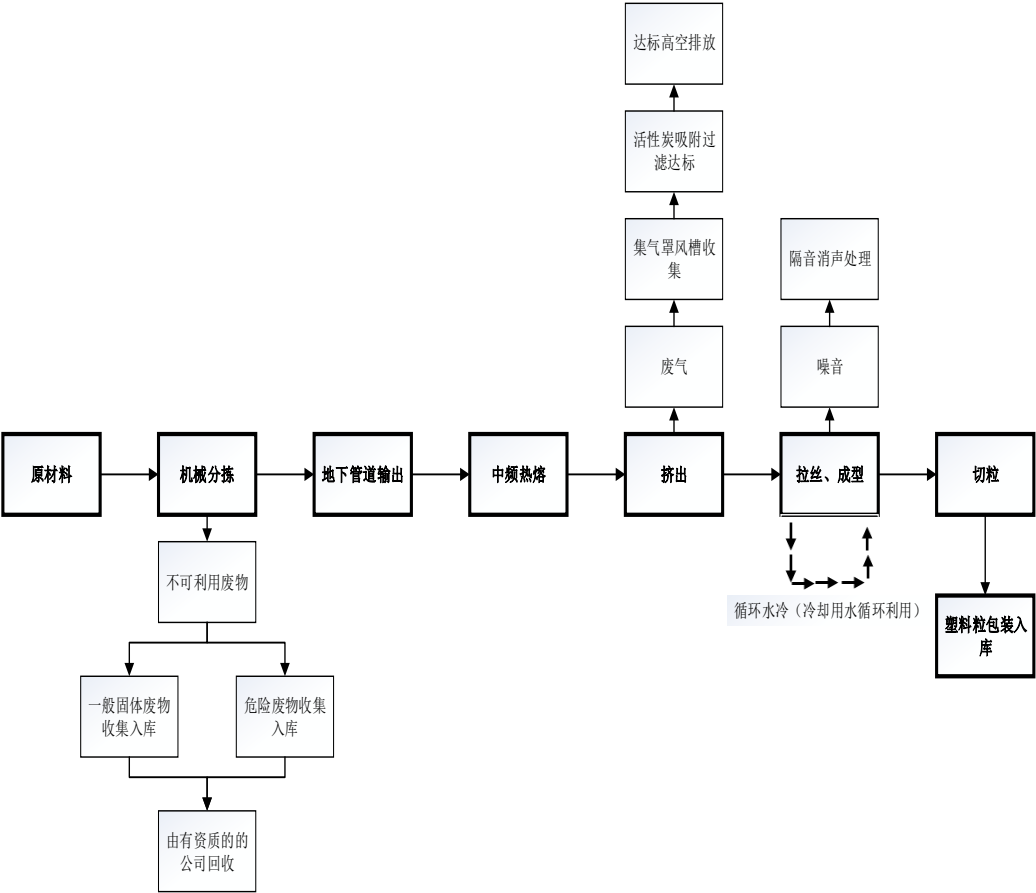 达标高空排放
活性炭吸附过
滤达标
集气罩风槽收
集
隔音消声处理
废气
噪音
原材料
机械分拣
地下管道输出
中频热熔
挤出
拉丝、成型
切粒
不可利用废物
循环水冷（冷却用水循环利用）
塑料粒包装入
库
一般固体废物
收集入库
危险废物收集
入库
由有资质的的
公司回收